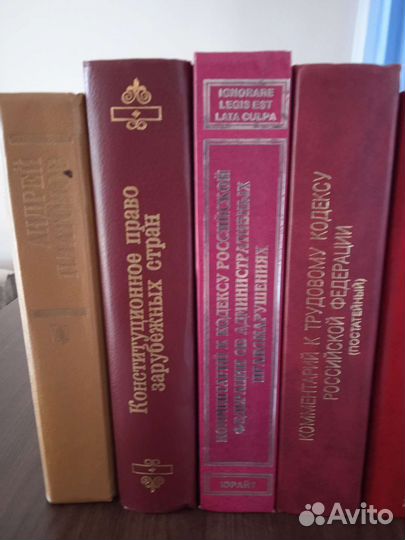 АНДРЕЙ
Конституционное право
зарубежных стран
IGNORARE
LEGIS EST
LATA CULPA
КОММЕНТАРИЙ К КОДЕКСУ РОССИЙСКОЙ
ФЕДЕРАЦИИ ОБ АДМИНИСТРАТИВНЫХ
ПРАВОНАРУШЕНИЯХ
ЮРАЙТ
КОММЕНТАРИЙ К ТРУДОВОМУ КОДЕКСУ
РОССИЙСКОЙ ФЕДЕРАЦИИ
(ПОСТАТЕЙНЫЙ)
Avito